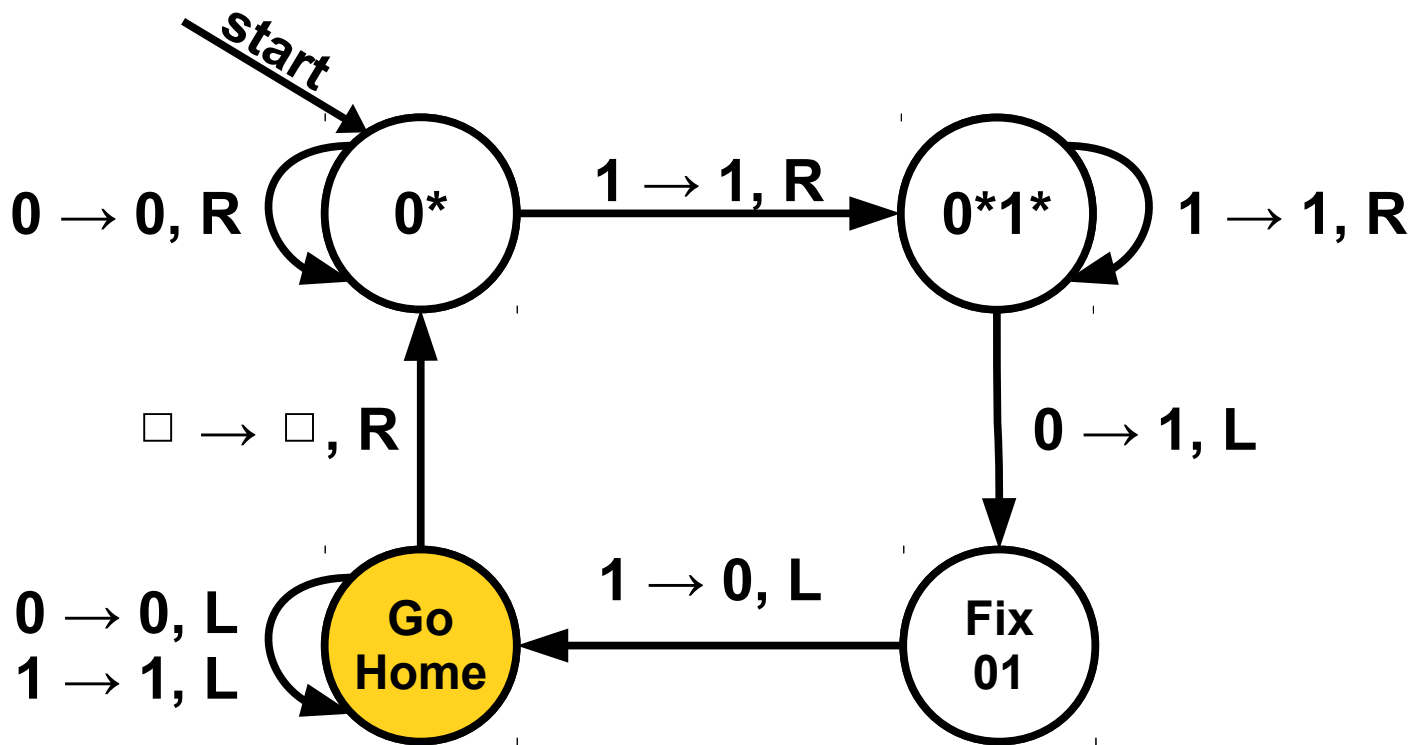 start
0 → 0, R
0*
1 → 1, R
0*1*
1 → 1, R
□ → □, R
0 → 1, L
0 → 0, L
1 → 1, L
Go
Home
1 → 0, L
Fix
01